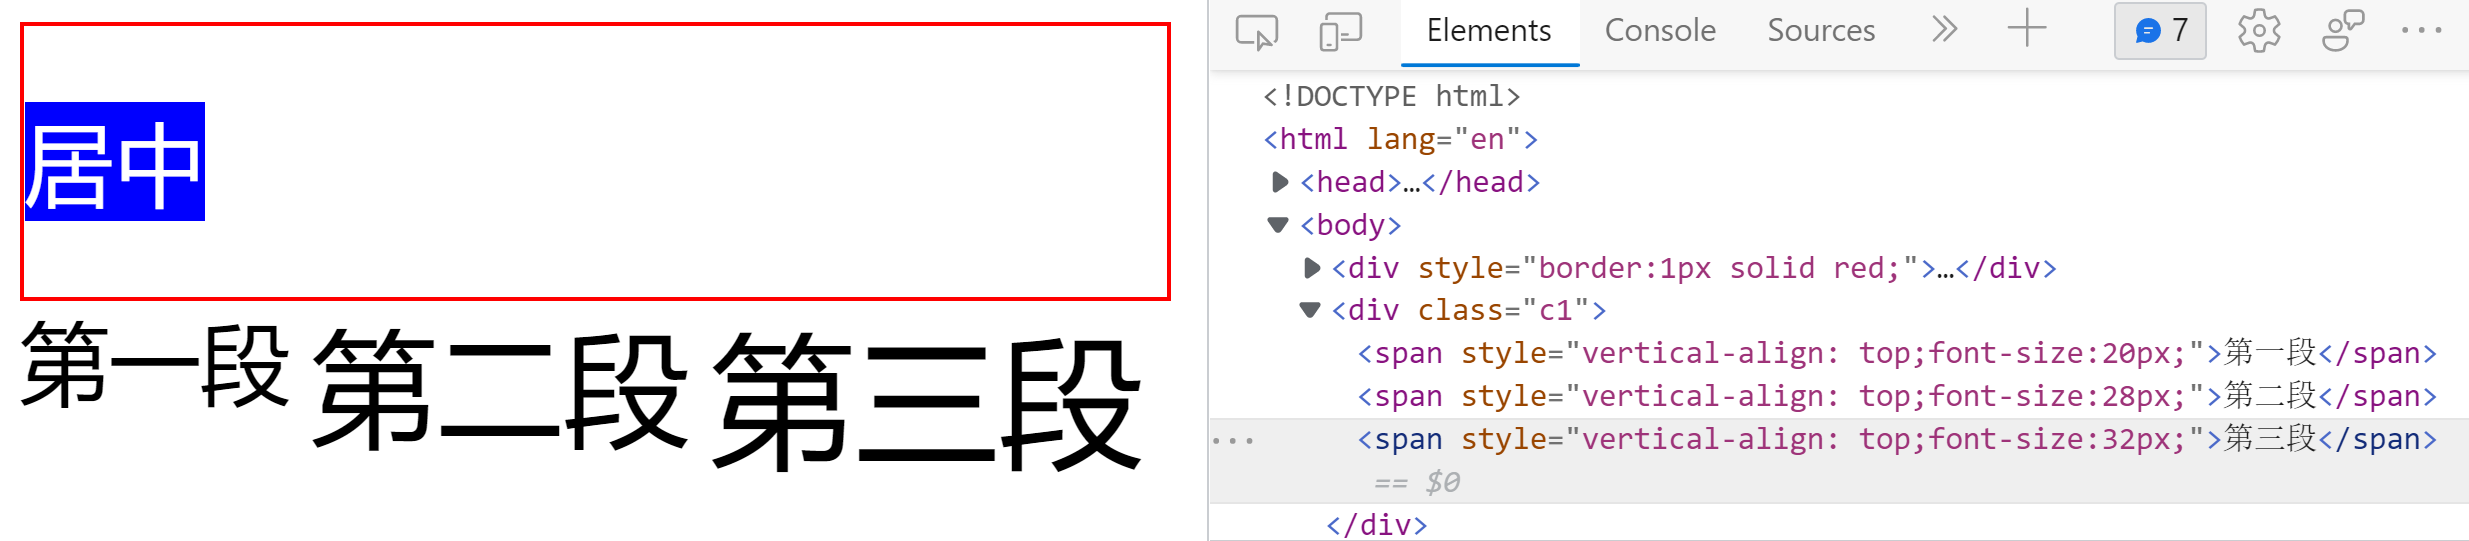 居中
第一段 第二段 第三段
Elements Console Sources 7
<!DOCTYPE html>
<html lang="en">
<head>…</head>
<body>
<div style="border:1px solid red;">…</div>
<div class="c1">
<span style="vertical-align: top;font-size:20px;">第一段</span>
<span style="vertical-align: top;font-size:28px;">第二段</span>
<span style="vertical-align: top;font-size:32px;">第三段</span>
== $0
</div>